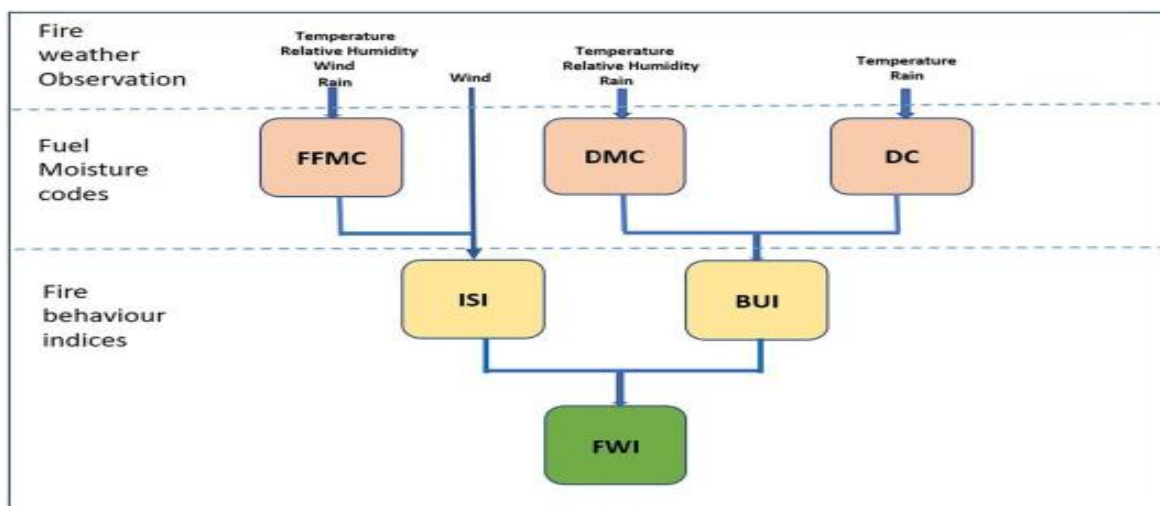 Fire
weather
Observation
Temperature
Relative Humidity
Wind
Rain
Wind
Temperature
Relative Humidity
Rain
Temperature
Rain
Fuel
Moisture
codes
FFMC
DMC
DC
Fire
behaviour
indices
ISI
BUI
FWI